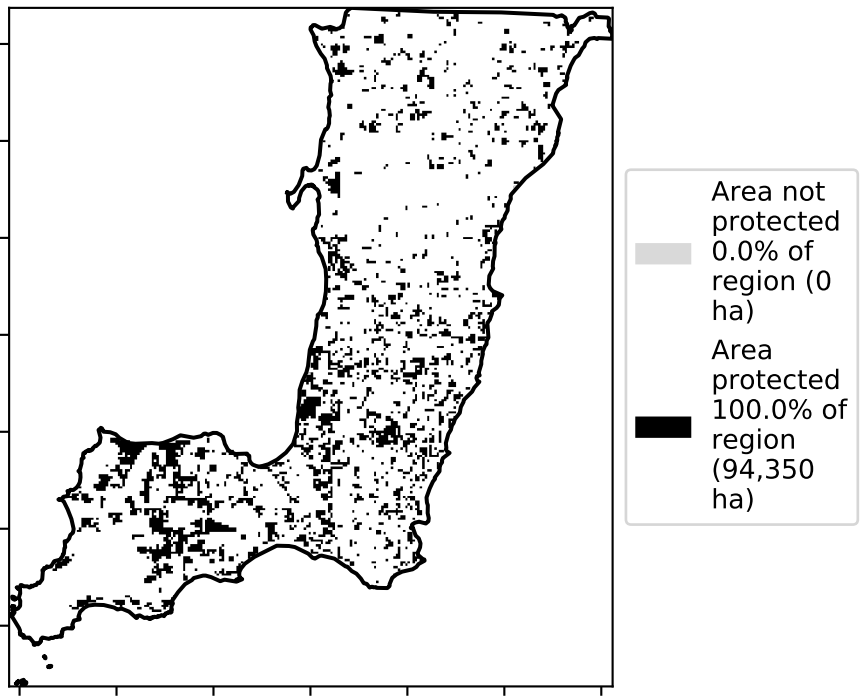 Area not
protected
0.0% of
region (0
ha)
Area
protected
100.0% of
region
(94,350
ha)